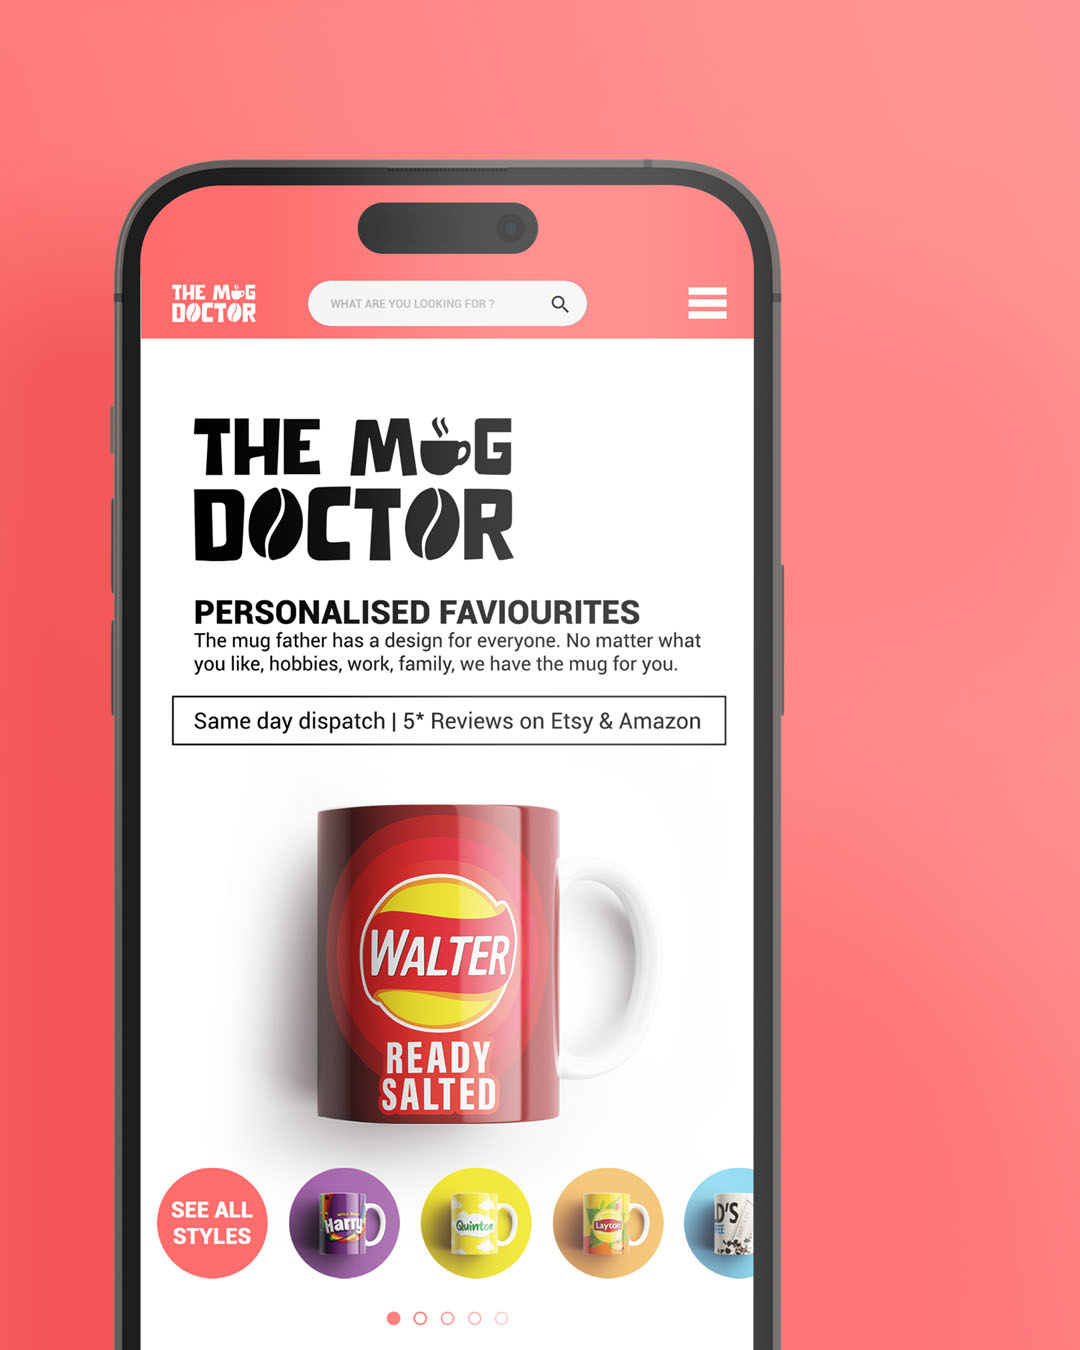 THE MUG
DOCTOR
WHAT ARE YOU LOOKING FOR ?
THE MUG
DOCTOR
PERSONALISED FAVIOURITES
The mug father has a design for everyone. No matter what
you like, hobbies, work, family, we have the mug for you.
Same day dispatch | 5* Reviews on Etsy & Amazon
WALTER
READY
SALTED
SEE ALL
STYLES
Harry
Quinton
Layton
D'S